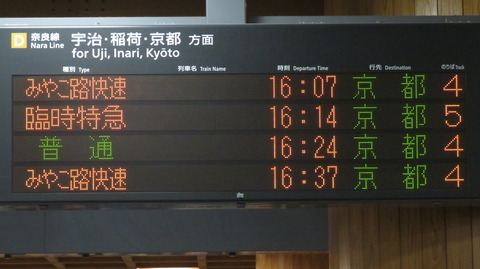 D 奈良線 宇治・稲荷・京都 方面
Nara Line for Uji, Inari, Kyōto
種別 Type 列車名 Train Name 時刻 Departure Time 行先 Destination のりば Track
みやこ路快速 16:07 京都 4
臨時特急 16:14 京都 5
普通 16:24 京都 4
みやこ路快速 16:37 京都 4